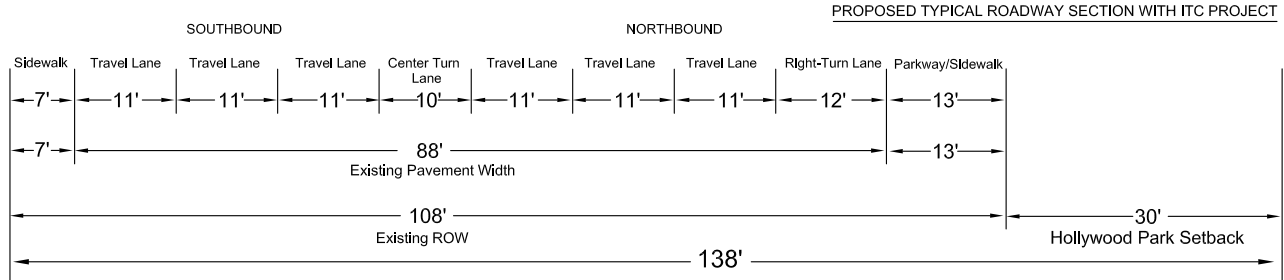 PROPOSED TYPICAL ROADWAY SECTION WITH ITC PROJECT
SOUTHBOUND NORTHBOUND
Sidewalk Travel Lane Travel Lane Travel Lane Center Turn Lane Travel Lane Travel Lane Travel Lane Right-Turn Lane Parkway/Sidewalk
7' 11' 11' 11' 10' 11' 11' 11' 12' 13'
7' 88' 13'
Existing Pavement Width
108' 30'
Existing ROW Hollywood Park Setback
138'